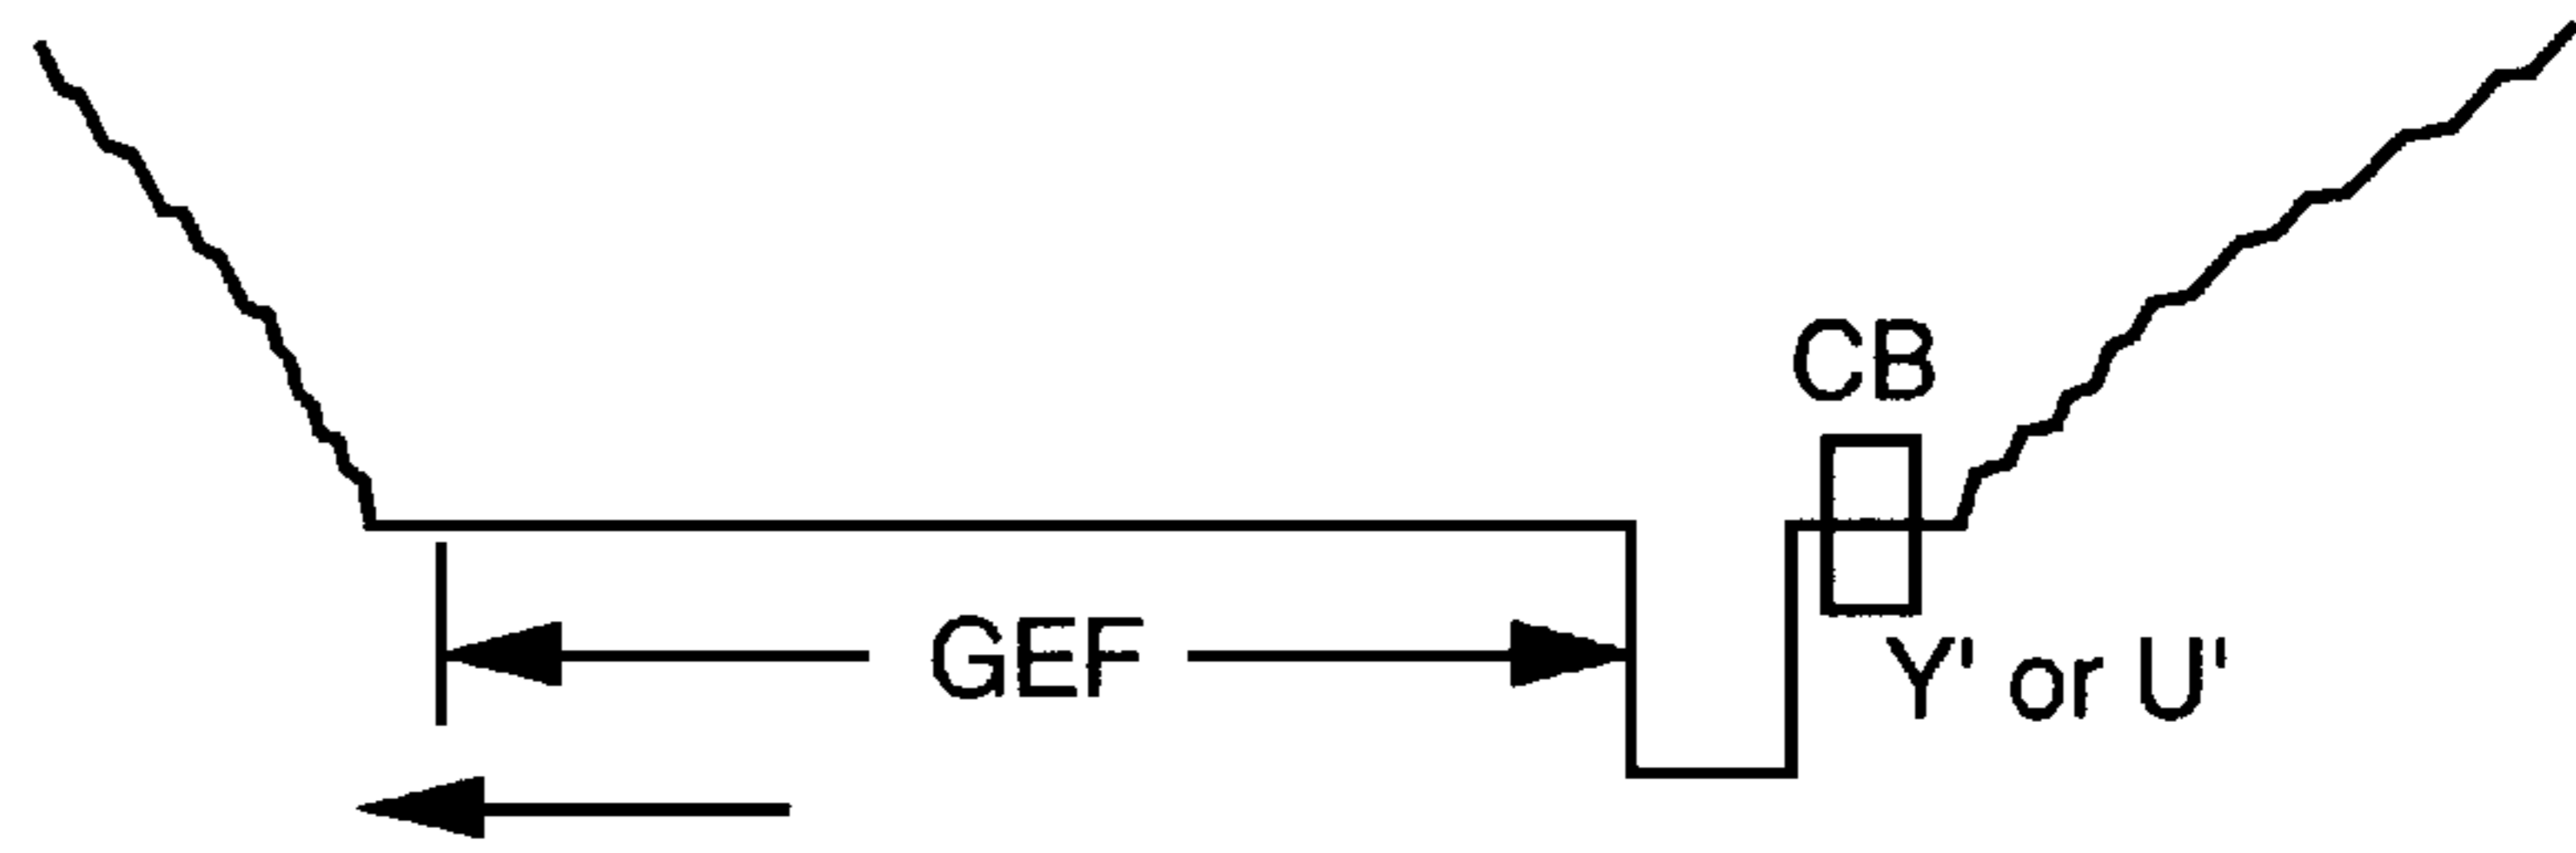 CB
GEF
Y' or U'